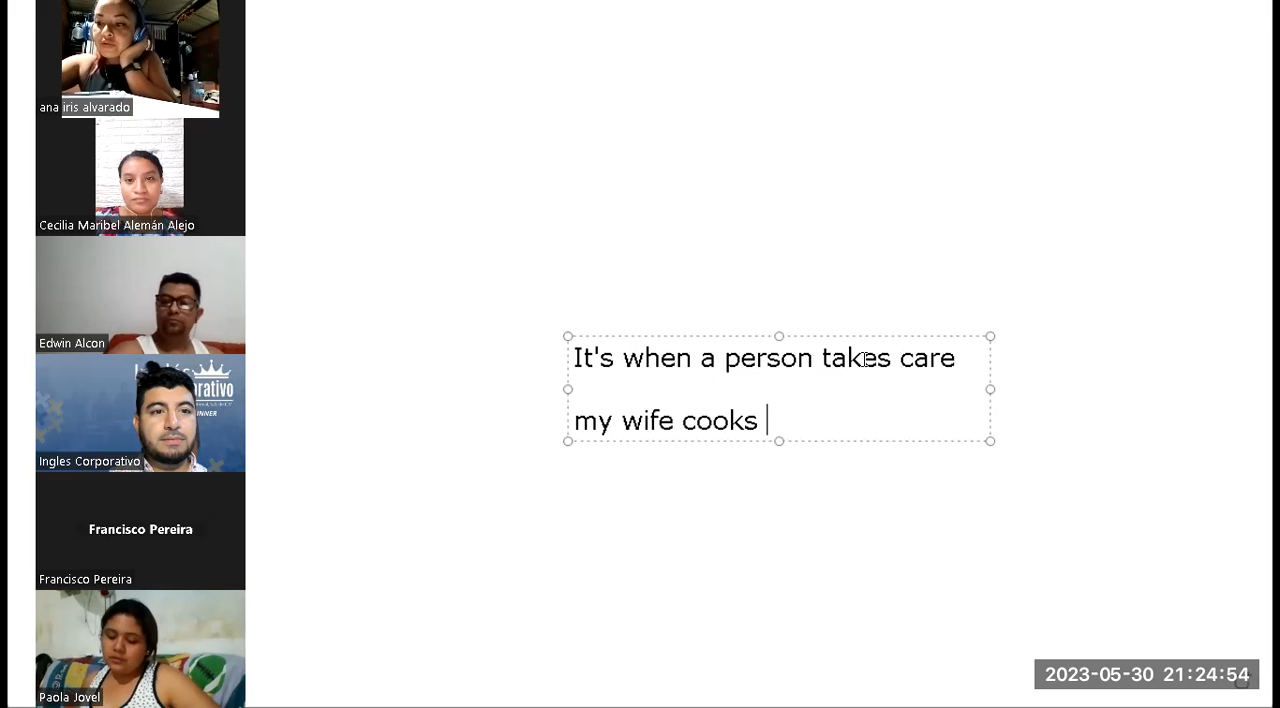 ana iris alvarado
Cecilia Maribel Alemán Alejo
Edwin Alcon
Ingles Corporativo
Francisco Pereira
Francisco Pereira
Paola Jovel
It's when a person takes care
my wife cooks
2023-05-30 21:24:54